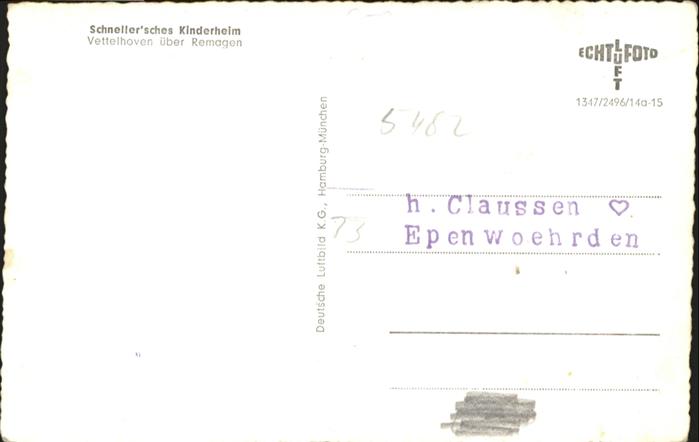 Schneller'sches Kinderheim
Vettelhoven über Remagen
ECHT LUFT FOTO
1347/2496/14a-15
5482
Deutsche Luftbild K.G., Hamburg-München
h. Claussen ♡
73
Epenwoehrden